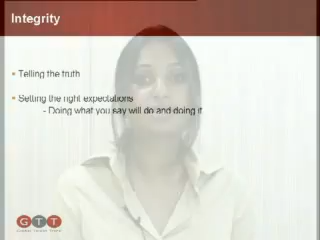 Integrity
Telling the truth
Setting the right expectations
- Doing what you say will do and doing it
GTT